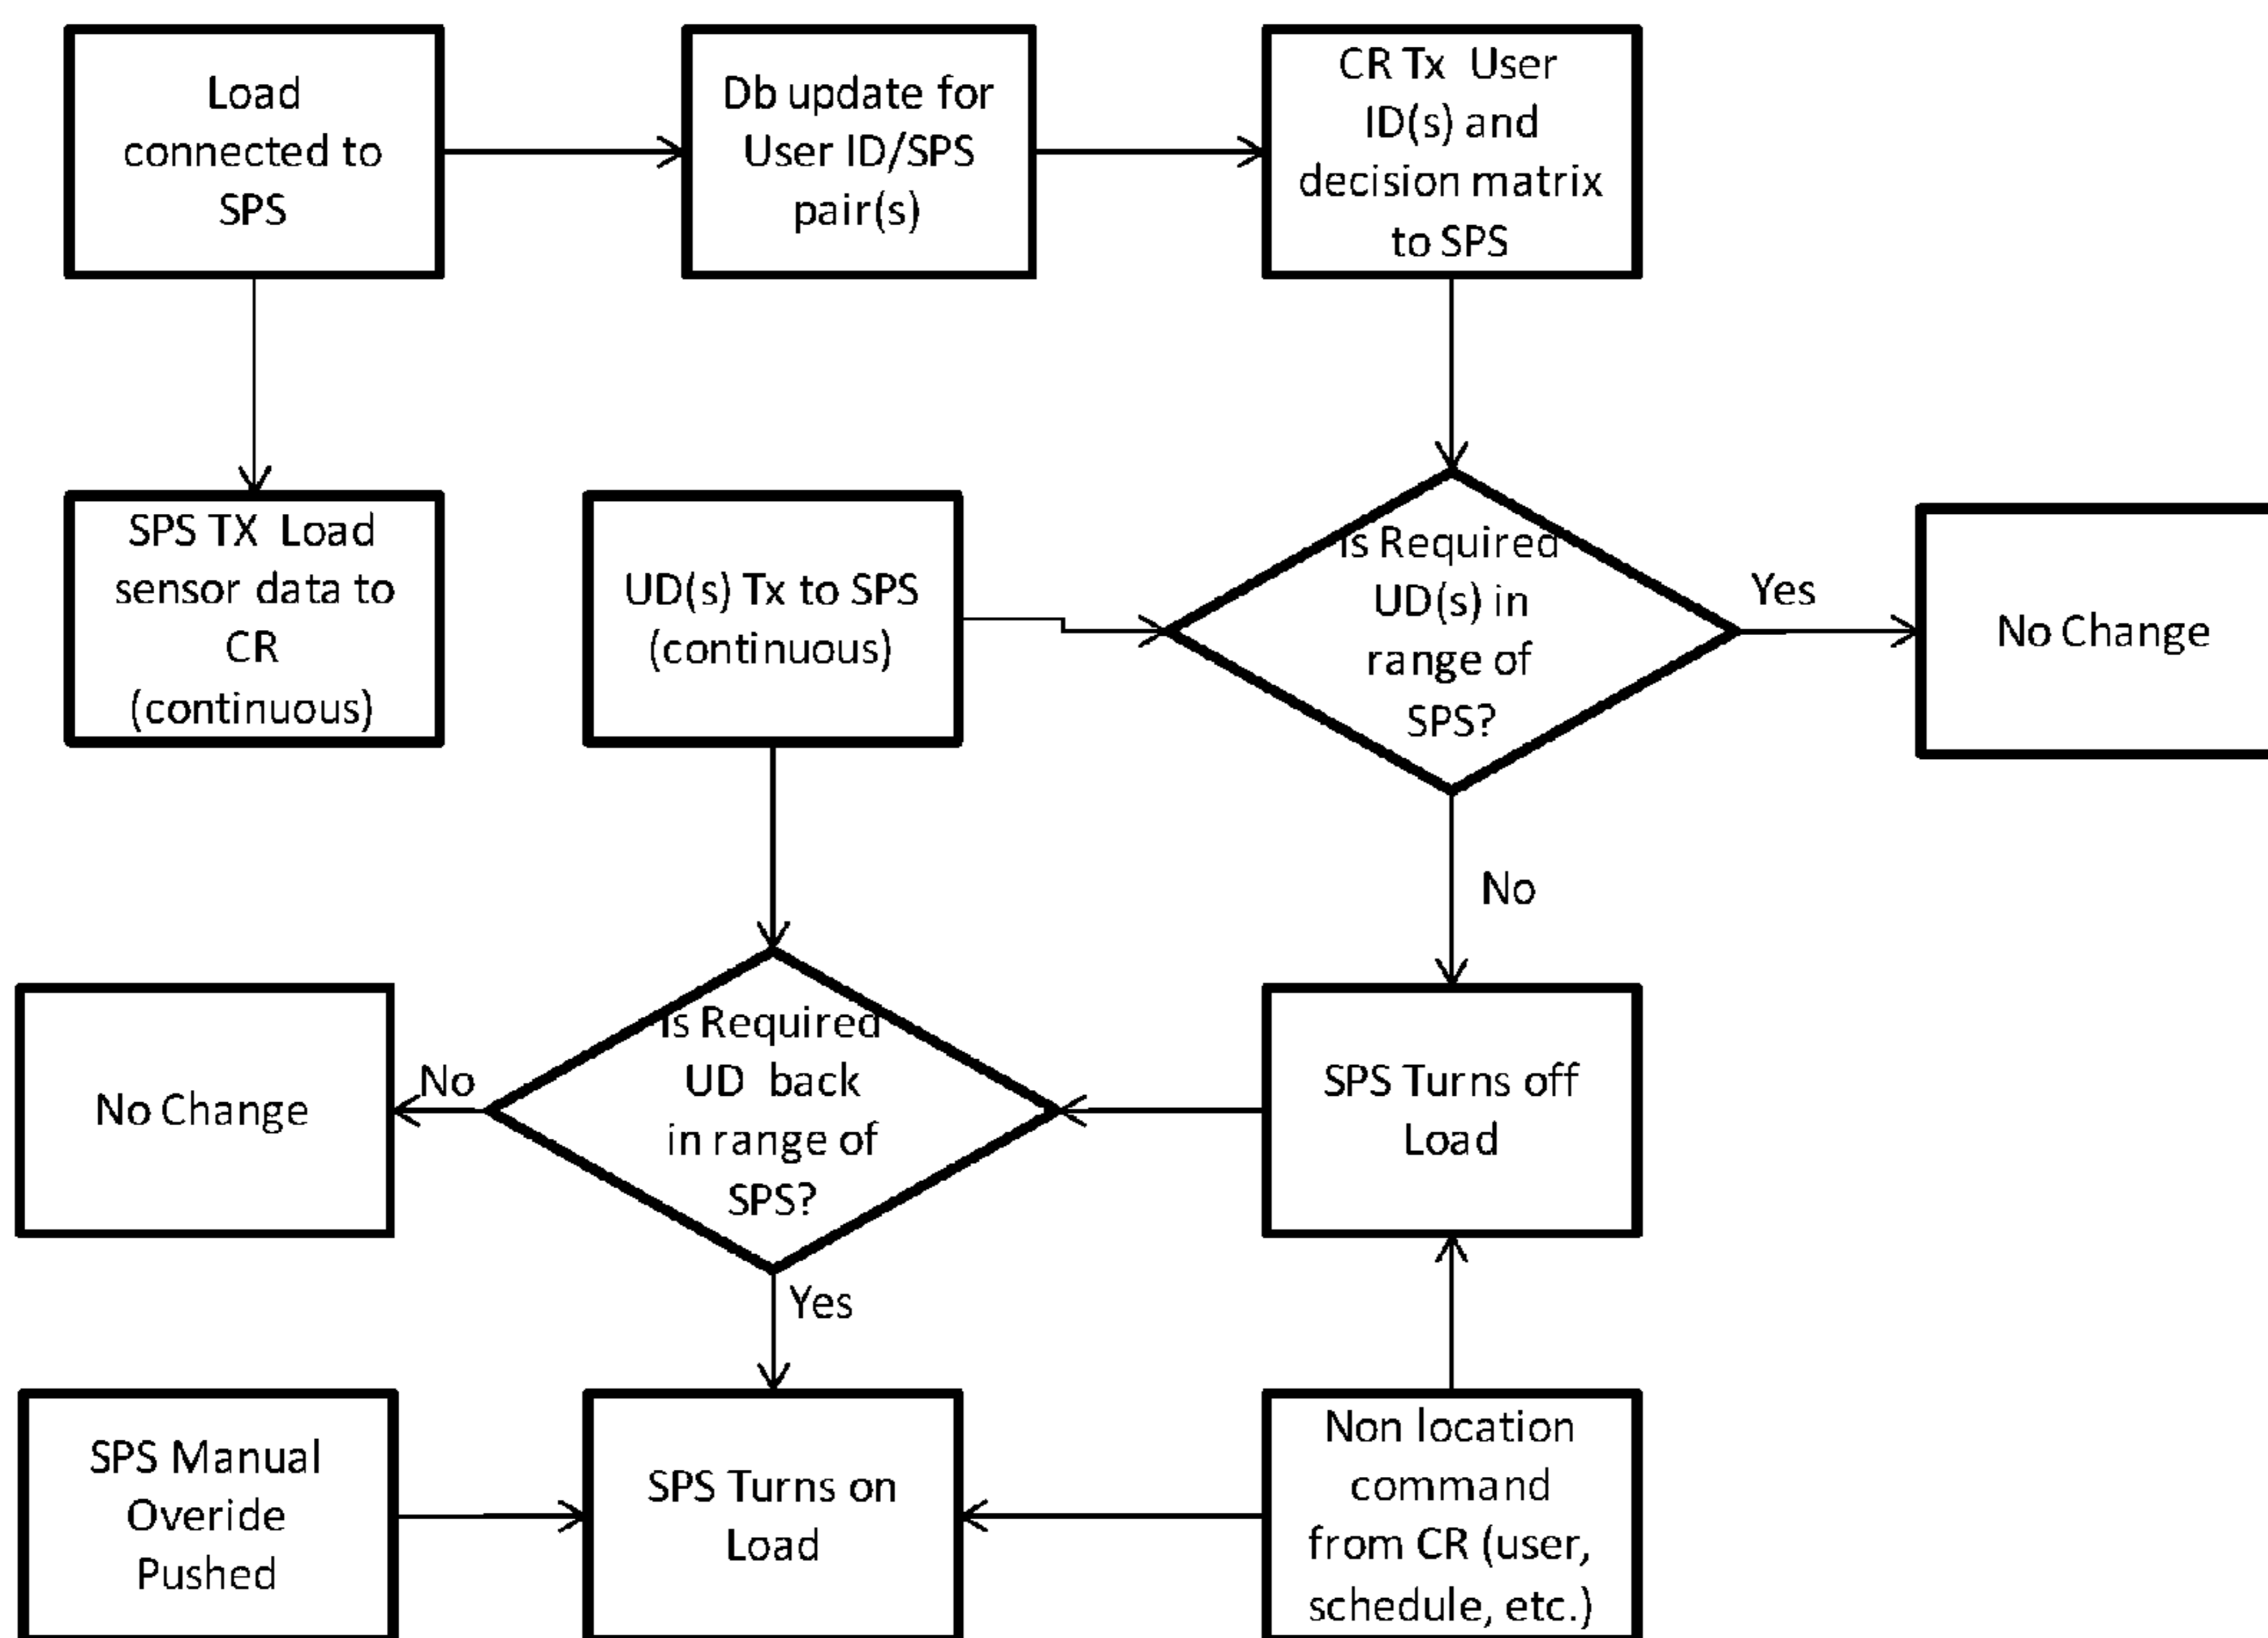 Load
connected to
SPS
Db update for
User ID/SPS
pair(s)
CR Tx User
ID(s) and
decision matrix
to SPS
SPS TX Load
sensor data to
CR
(continuous)
UD(s) Tx to SPS
(continuous)
Is Required
UD(s) in
range of
SPS?
Yes
No Change
No
No Change
No
Is Required
UD back
in range of
SPS?
SPS Turns off
Load
Yes
SPS Manual
Overide
Pushed
SPS Turns on
Load
Non location
command
from CR (user,
schedule, etc.)